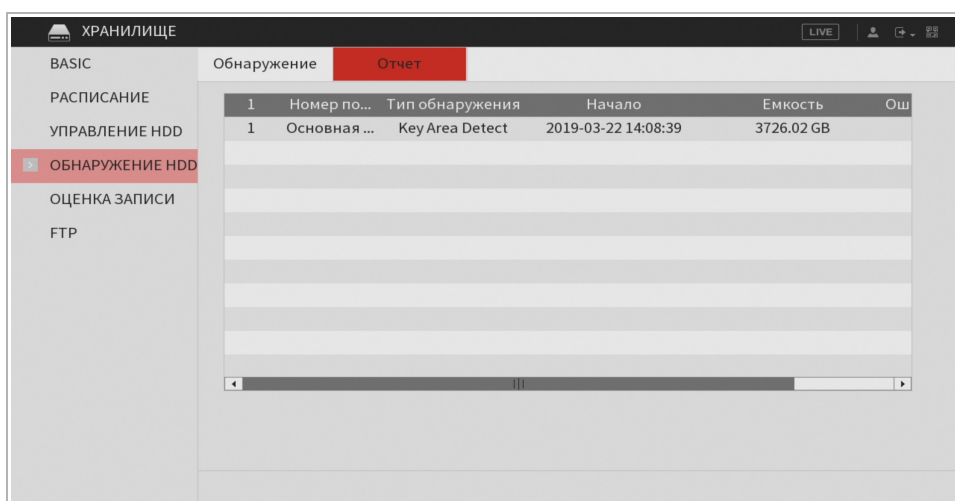 ХРАНИЛИЩЕ LIVE
BASIC
РАСПИСАНИЕ
УПРАВЛЕНИЕ HDD
ОБНАРУЖЕНИЕ HDD
ОЦЕНКА ЗАПИСИ
FTP
Обнаружение Отчет
1 Номер по... Тип обнаружения Начало Емкость Ош
1 Основная ... Key Area Detect 2019-03-22 14:08:39 3726.02 GB